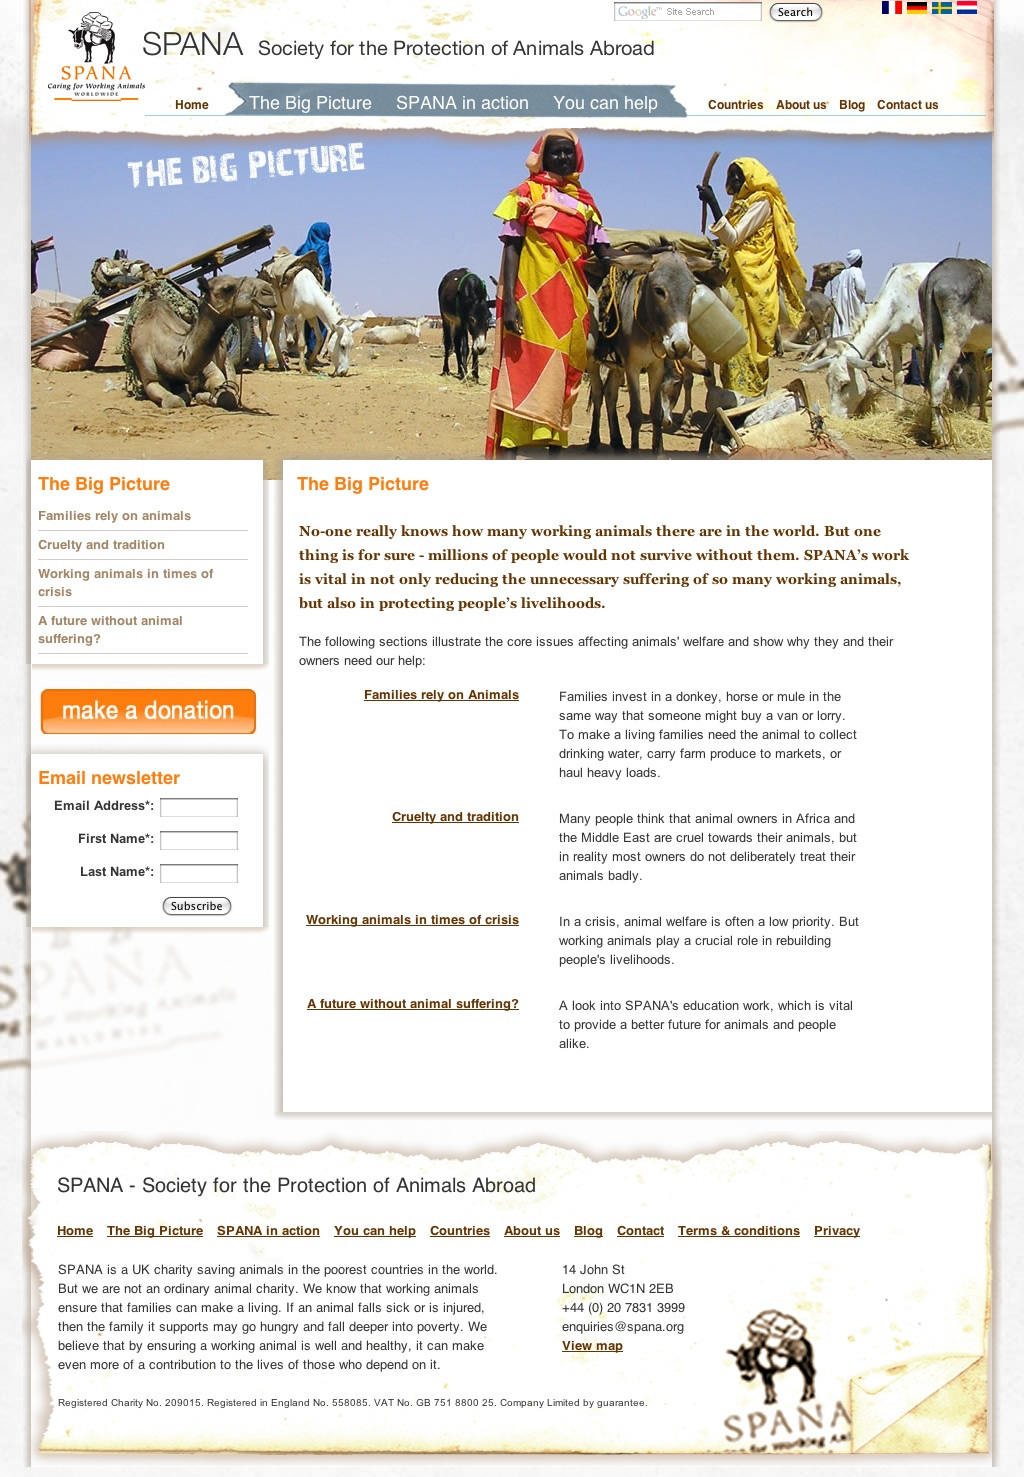 Google™ Site Search
Search
SPANA Society for the Protection of Animals Abroad
SPANA
Caring for Working Animals
WORLDWIDE
Home
The Big Picture
SPANA in action
You can help
Countries
About us
Blog
Contact us
THE BIG PICTURE
The Big Picture
Families rely on animals
Cruelty and tradition
Working animals in times of
crisis
A future without animal
suffering?
make a donation
Email newsletter
Email Address*:
First Name*:
Last Name*:
Subscribe
The Big Picture
No-one really knows how many working animals there are in the world. But one
thing is for sure - millions of people would not survive without them. SPANA’s work
is vital in not only reducing the unnecessary suffering of so many working animals,
but also in protecting people’s livelihoods.
The following sections illustrate the core issues affecting animals' welfare and show why they and their
owners need our help:
Families rely on Animals
Families invest in a donkey, horse or mule in the
same way that someone might buy a van or lorry.
To make a living families need the animal to collect
drinking water, carry farm produce to markets, or
haul heavy loads.
Cruelty and tradition
Many people think that animal owners in Africa and
the Middle East are cruel towards their animals, but
in reality most owners do not deliberately treat their
animals badly.
Working animals in times of crisis
In a crisis, animal welfare is often a low priority. But
working animals play a crucial role in rebuilding
people's livelihoods.
A future without animal suffering?
A look into SPANA's education work, which is vital
to provide a better future for animals and people
alike.
SPANA
for Working Animals
WORLDWIDE
SPANA - Society for the Protection of Animals Abroad
Home
The Big Picture
SPANA in action
You can help
Countries
About us
Blog
Contact
Terms & conditions
Privacy
SPANA is a UK charity saving animals in the poorest countries in the world.
But we are not an ordinary animal charity. We know that working animals
ensure that families can make a living. If an animal falls sick or is injured,
then the family it supports may go hungry and fall deeper into poverty. We
believe that by ensuring a working animal is well and healthy, it can make
even more of a contribution to the lives of those who depend on it.
14 John St
London WC1N 2EB
+44 (0) 20 7831 3999
enquiries@spana.org
View map
Registered Charity No. 209015. Registered in England No. 558085. VAT No. GB 751 8800 25. Company Limited by guarantee.
SPANA
for Working Ani